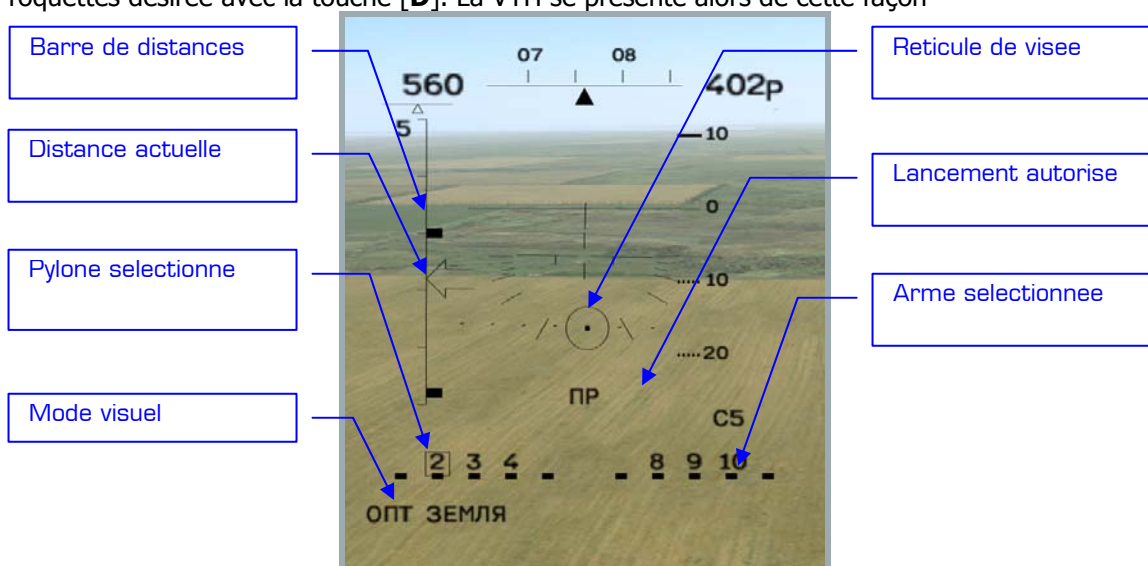 roquettes désirée avec la touche [D]. La VTH se présente alors de cette façon
Barre de distances
Distance actuelle
Pylone selectionne
Mode visuel
Reticule de visee
Lancement autorise
Arme selectionnee
07 08
560
402р
5
10
0
10
20
ПР
С5
2 3 4 8 9 10
ОПТ ЗЕМЛЯ